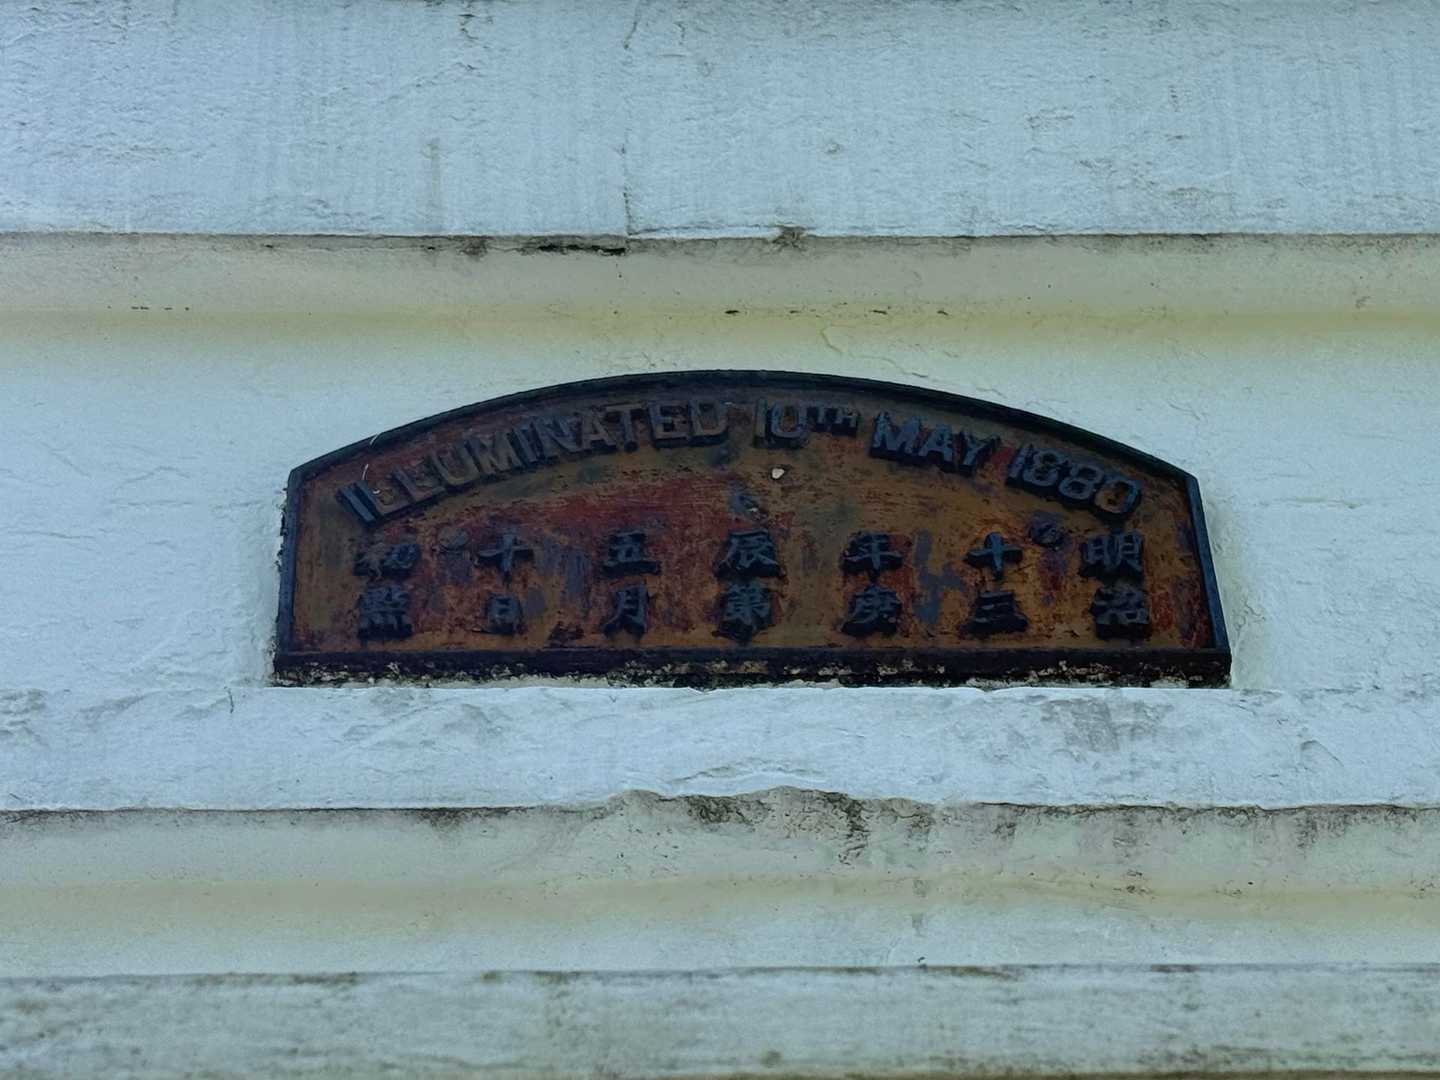 ILLUMINATED 10TH MAY 1880
明治
十三
年庚
辰第
五月
十日
初點